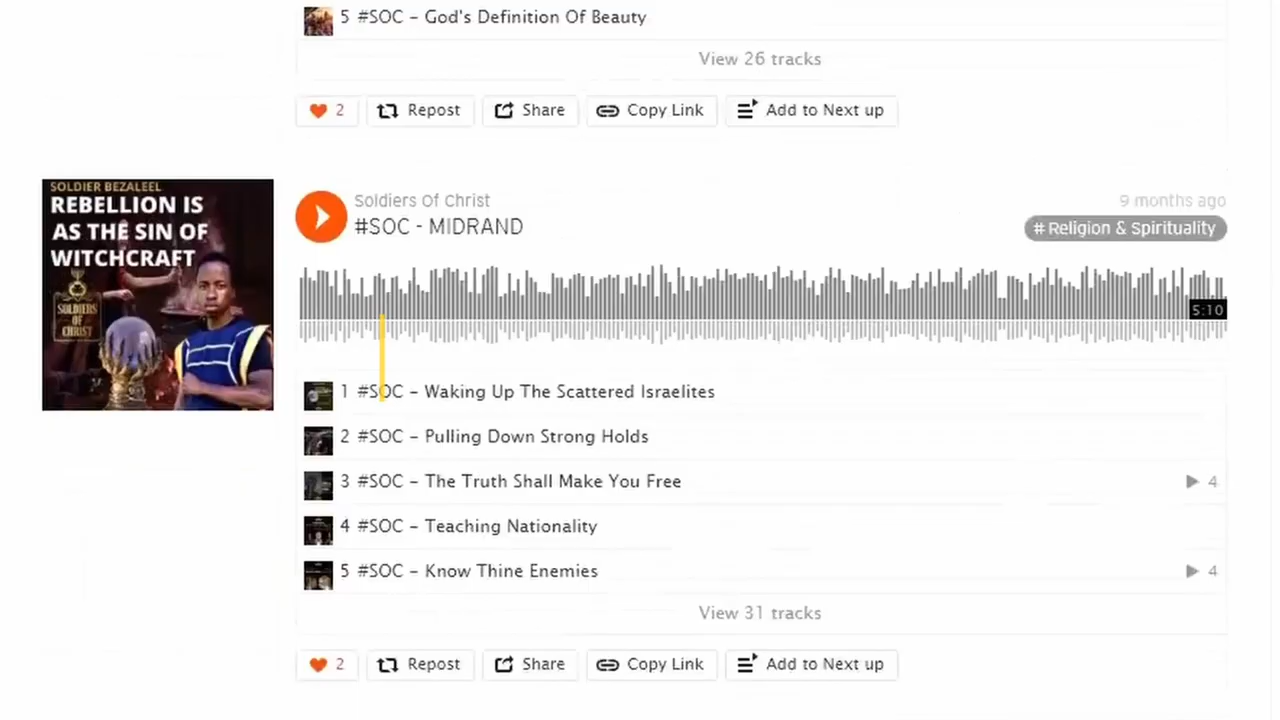 5 #SOC - God's Definition Of Beauty
View 26 tracks
2 Repost Share Copy Link Add to Next up
SOLDIER BEZALEEL
REBELLION IS
AS THE SIN OF
WITCHCRAFT
SOLDIERS
OF CHRIST
Soldiers Of Christ
9 months ago
#SOC - MIDRAND
# Religion & Spirituality
5:10
1 #SOC - Waking Up The Scattered Israelites
2 #SOC - Pulling Down Strong Holds
3 #SOC - The Truth Shall Make You Free 4
4 #SOC - Teaching Nationality
5 #SOC - Know Thine Enemies 4
View 31 tracks
2 Repost Share Copy Link Add to Next up